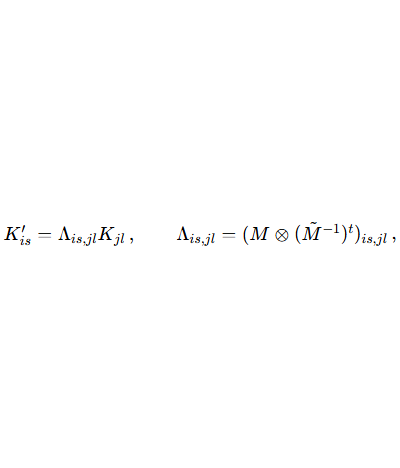 $K'_{is} = \Lambda_{is,jl} K_{jl}\,, \qquad \Lambda_{is,jl} = (M \otimes (\tilde{M}^{-1})^t)_{is,jl}\,,$